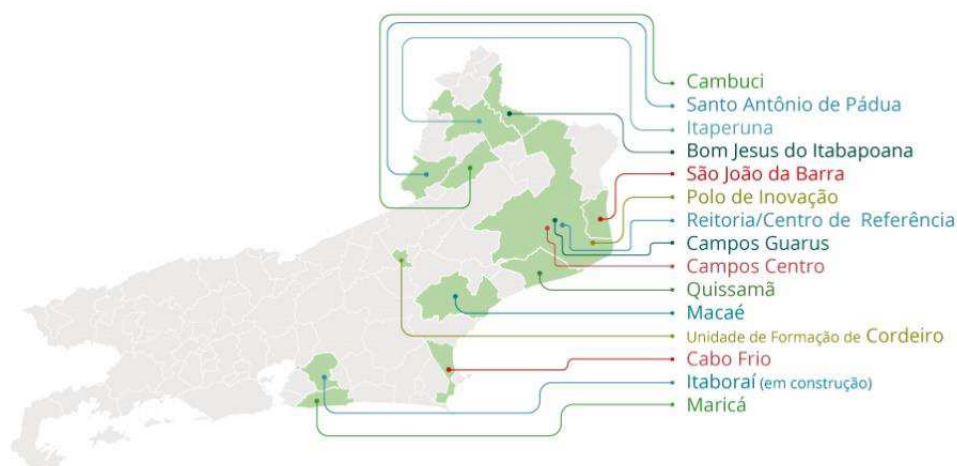 Cambuci
Santo Antônio de Pádua
Itaperuna
Bom Jesus do Itabapoana
São João da Barra
Polo de Inovação
Reitoria/Centro de Referência
Campos Guarus
Campos Centro
Quissamã
Macaé
Unidade de Formação de Cordeiro
Cabo Frio
Itaboraí (em construção)
Maricá